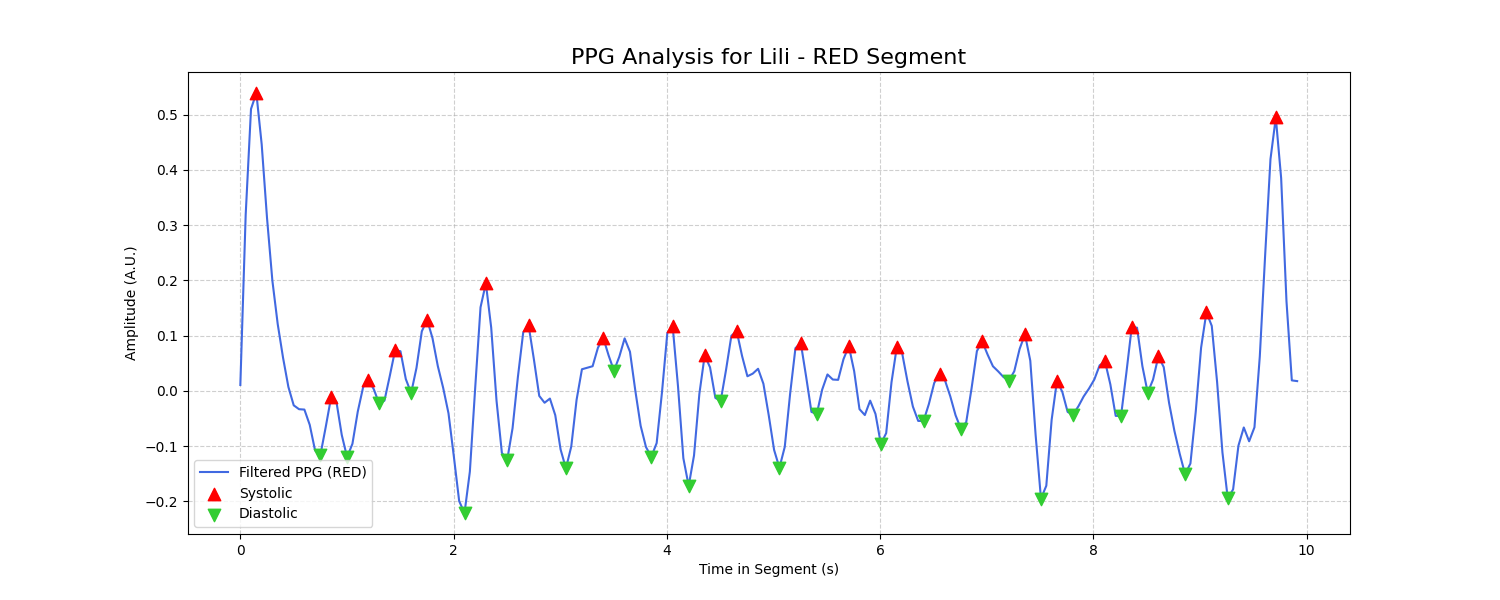 PPG Analysis for Lili - RED Segment
Amplitude (A.U.)
0.5
0.4
0.3
0.2
0.1
0.0
−0.1
−0.2
Filtered PPG (RED)
Systolic
Diastolic
0 2 4 6 8 10
Time in Segment (s)